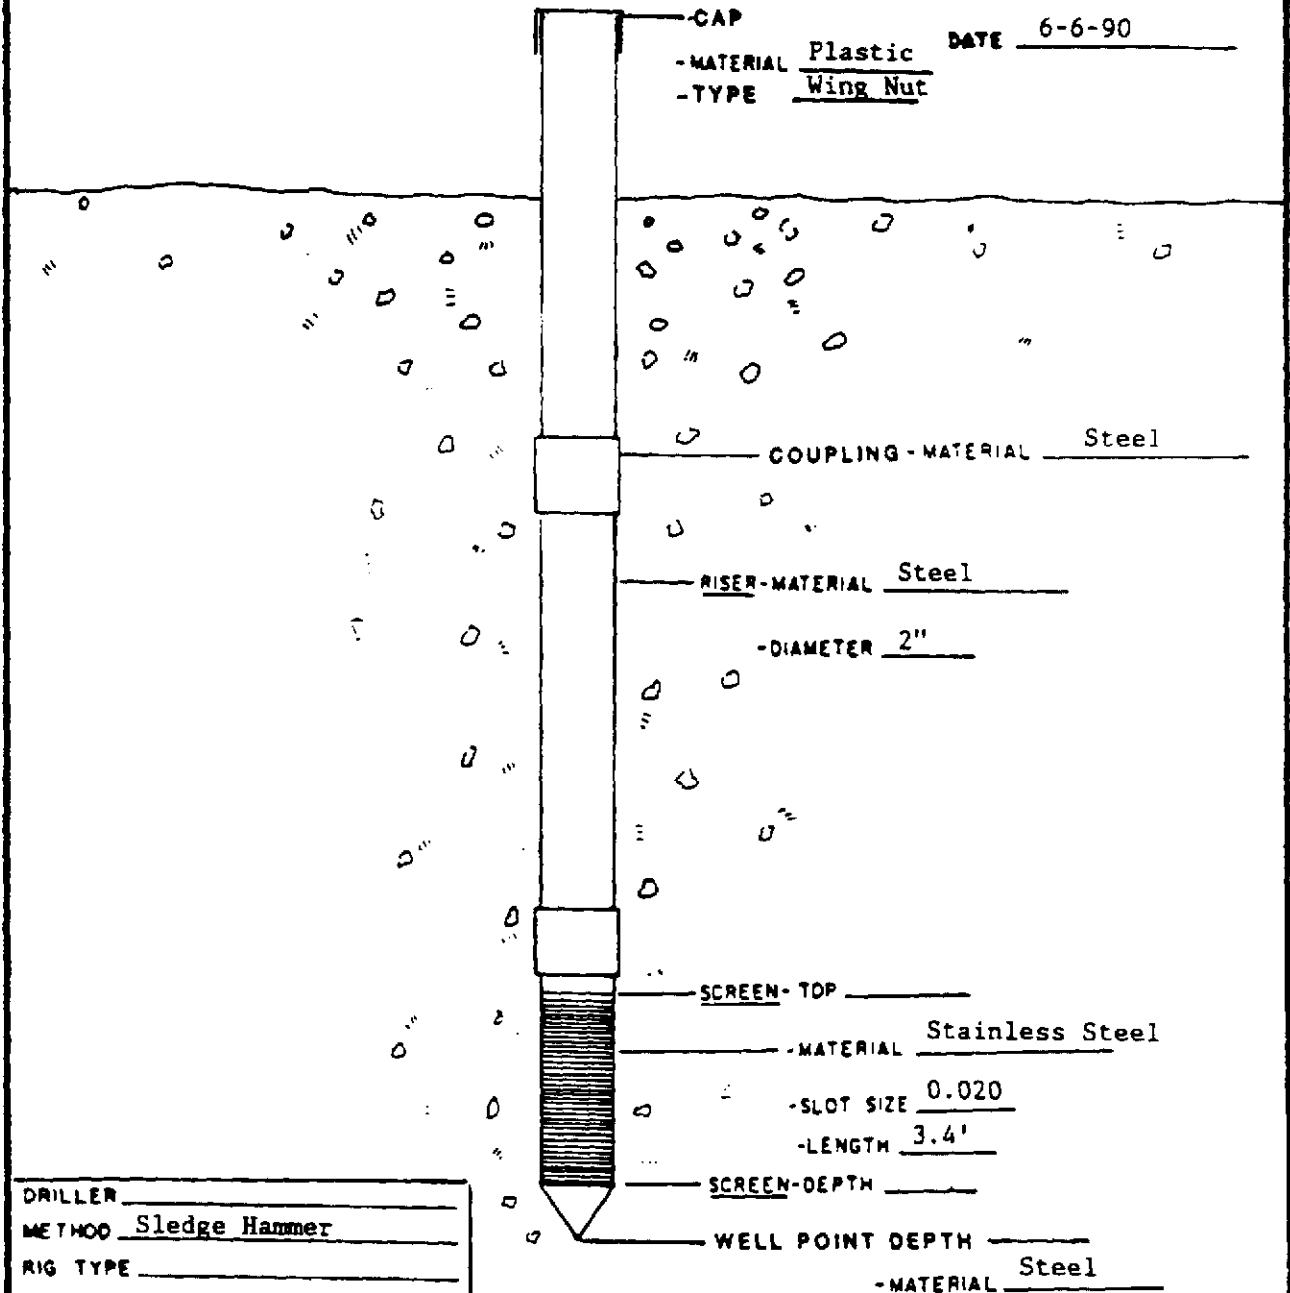 -CAP
DATE 6-6-90
-MATERIAL Plastic
-TYPE Wing Nut
COUPLING-MATERIAL Steel
RISER-MATERIAL Steel
-DIAMETER 2"
SCREEN-TOP
-MATERIAL Stainless Steel
-SLOT SIZE 0.020
-LENGTH 3.4'
SCREEN-DEPTH
WELL POINT DEPTH
-MATERIAL Steel
DRILLER
METHOD Sledge Hammer
RIG TYPE